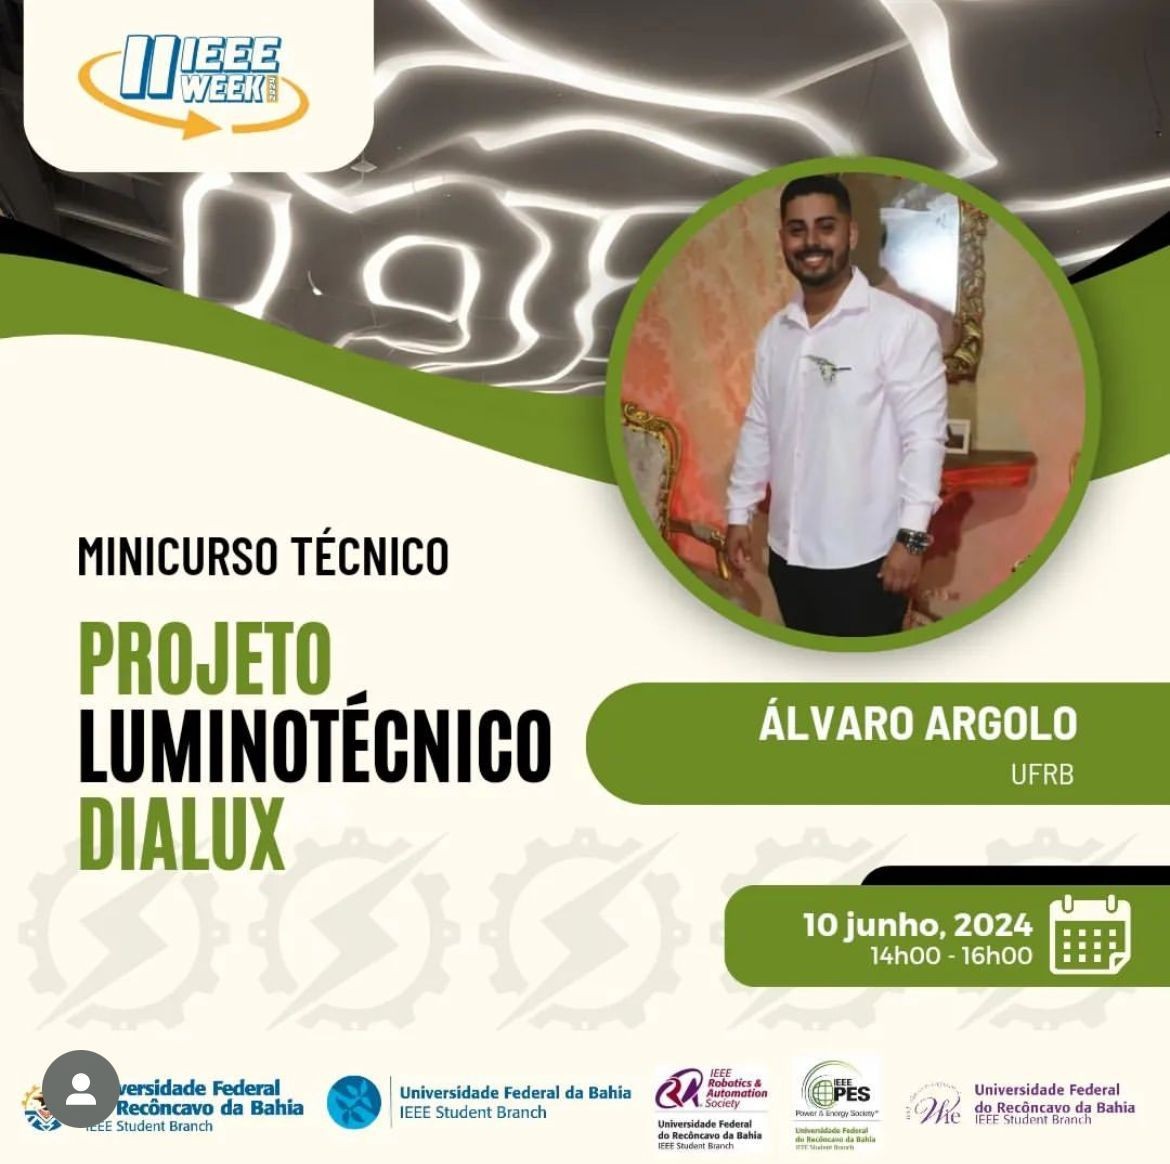 II IEEE
WEEK 2024
MINICURSO TÉCNICO
PROJETO
LUMINOTÉCNICO
DIALUX
ÁLVARO ARGOLO
UFRB
10 junho, 2024
14h00 - 16h00
versidade Federal
Recôncavo da Bahia
IEEE Student Branch
Universidade Federal da Bahia
IEEE Student Branch
IEEE
Robotics &
Automation
Society
Universidade Federal
do Recôncavo da Bahia
IEEE Student Branch
IEEE
PES
Power & Energy Society™
Universidade Federal
do Recôncavo da Bahia
IEEE Student Branch
Wie
Universidade Federal
do Recôncavo da Bahia
IEEE Student Branch